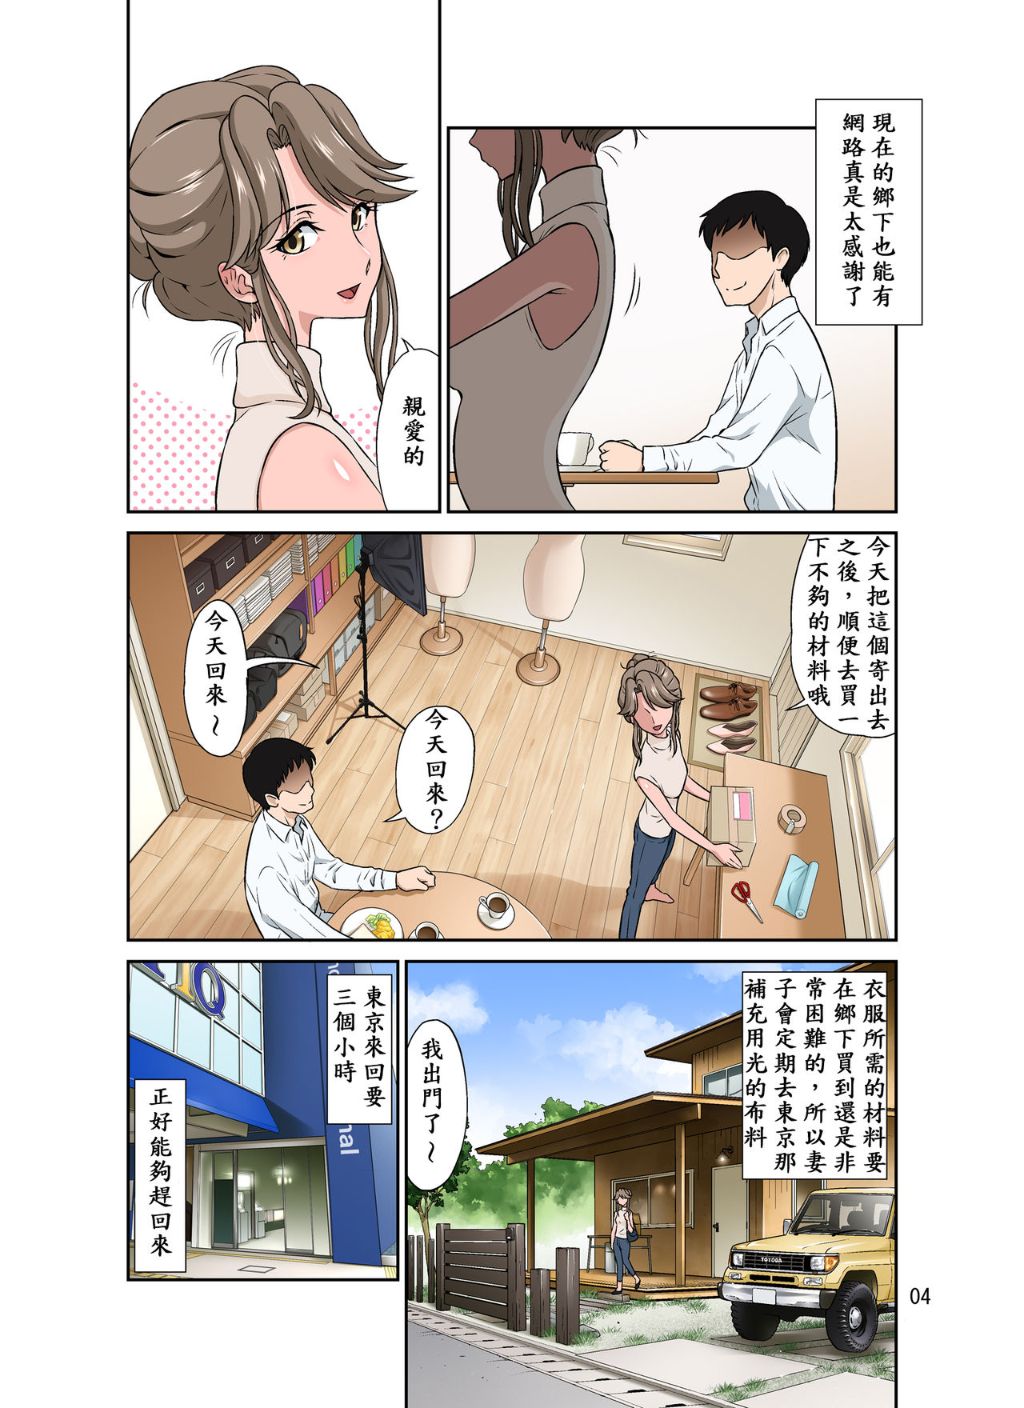 現在的鄉下也能有
網路真是太感謝了
親愛的
今天把這個寄出去
之後，順便去買一
下不夠的材料哦
今天回來？
今天回來～
衣服所需的材料要
在鄉下買到還是非
常困難的，所以妻
子會定期去東京那
補充用光的布料
我出門了～
TOYODA
東京來回要
三個小時
正好能夠趕回來
IQ
nal
04